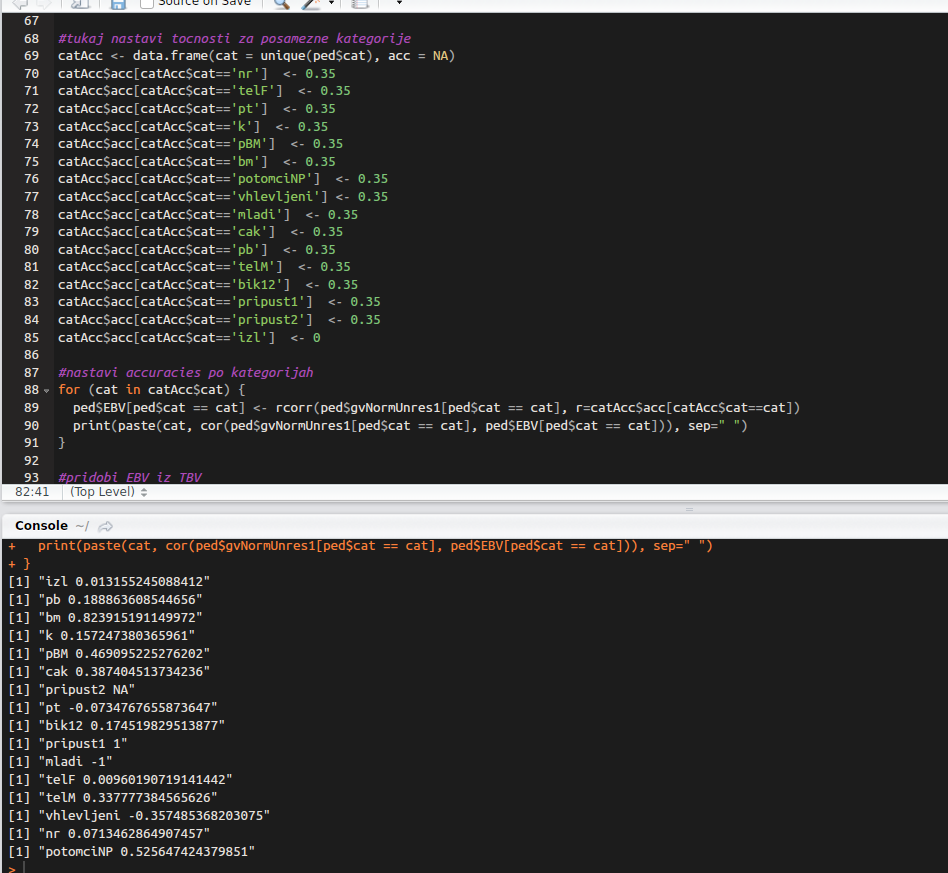 Source on Save
67
68 #tukaj nastavi tocnosti za posamezne kategorije
69 catAcc <- data.frame(cat = unique(ped$cat), acc = NA)
70 catAcc$acc[catAcc$cat=='nr']  <- 0.35
71 catAcc$acc[catAcc$cat=='telF']  <- 0.35
72 catAcc$acc[catAcc$cat=='pt']  <- 0.35
73 catAcc$acc[catAcc$cat=='k']  <- 0.35
74 catAcc$acc[catAcc$cat=='pBM']  <- 0.35
75 catAcc$acc[catAcc$cat=='bm']  <- 0.35
76 catAcc$acc[catAcc$cat=='potomciNP']  <- 0.35
77 catAcc$acc[catAcc$cat=='vhlevljeni'] <- 0.35
78 catAcc$acc[catAcc$cat=='mladi']  <- 0.35
79 catAcc$acc[catAcc$cat=='cak']  <- 0.35
80 catAcc$acc[catAcc$cat=='pb']  <- 0.35
81 catAcc$acc[catAcc$cat=='telM']  <- 0.35
82 catAcc$acc[catAcc$cat=='bik12']  <- 0.35
83 catAcc$acc[catAcc$cat=='pripust1']  <- 0.35
84 catAcc$acc[catAcc$cat=='pripust2']  <- 0.35
85 catAcc$acc[catAcc$cat=='izl']  <- 0
86
87 #nastavi accuracies po kategorijah
88 for (cat in catAcc$cat) {
89   ped$EBV[ped$cat == cat] <- rcorr(ped$gvNormUnres1[ped$cat == cat], r=catAcc$acc[catAcc$cat==cat])
90   print(paste(cat, cor(ped$gvNormUnres1[ped$cat == cat], ped$EBV[ped$cat == cat])), sep=" ")
91 }
92
93 #pridobi EBV iz TBV
82:41 (Top Level)
Console ~/
+   print(paste(cat, cor(ped$gvNormUnres1[ped$cat == cat], ped$EBV[ped$cat == cat])), sep=" ")
+ }
[1] "izl 0.013155245088412"
[1] "pb 0.188863608544656"
[1] "bm 0.823915191149972"
[1] "k 0.157247380365961"
[1] "pBM 0.469095225276202"
[1] "cak 0.387404513734236"
[1] "pripust2 NA"
[1] "pt -0.0734767655873647"
[1] "bik12 0.174519829513877"
[1] "pripust1 1"
[1] "mladi -1"
[1] "telF 0.00960190719141442"
[1] "telM 0.337777384565626"
[1] "vhlevljeni -0.357485368203075"
[1] "nr 0.0713462864907457"
[1] "potomciNP 0.525647424379851"
>